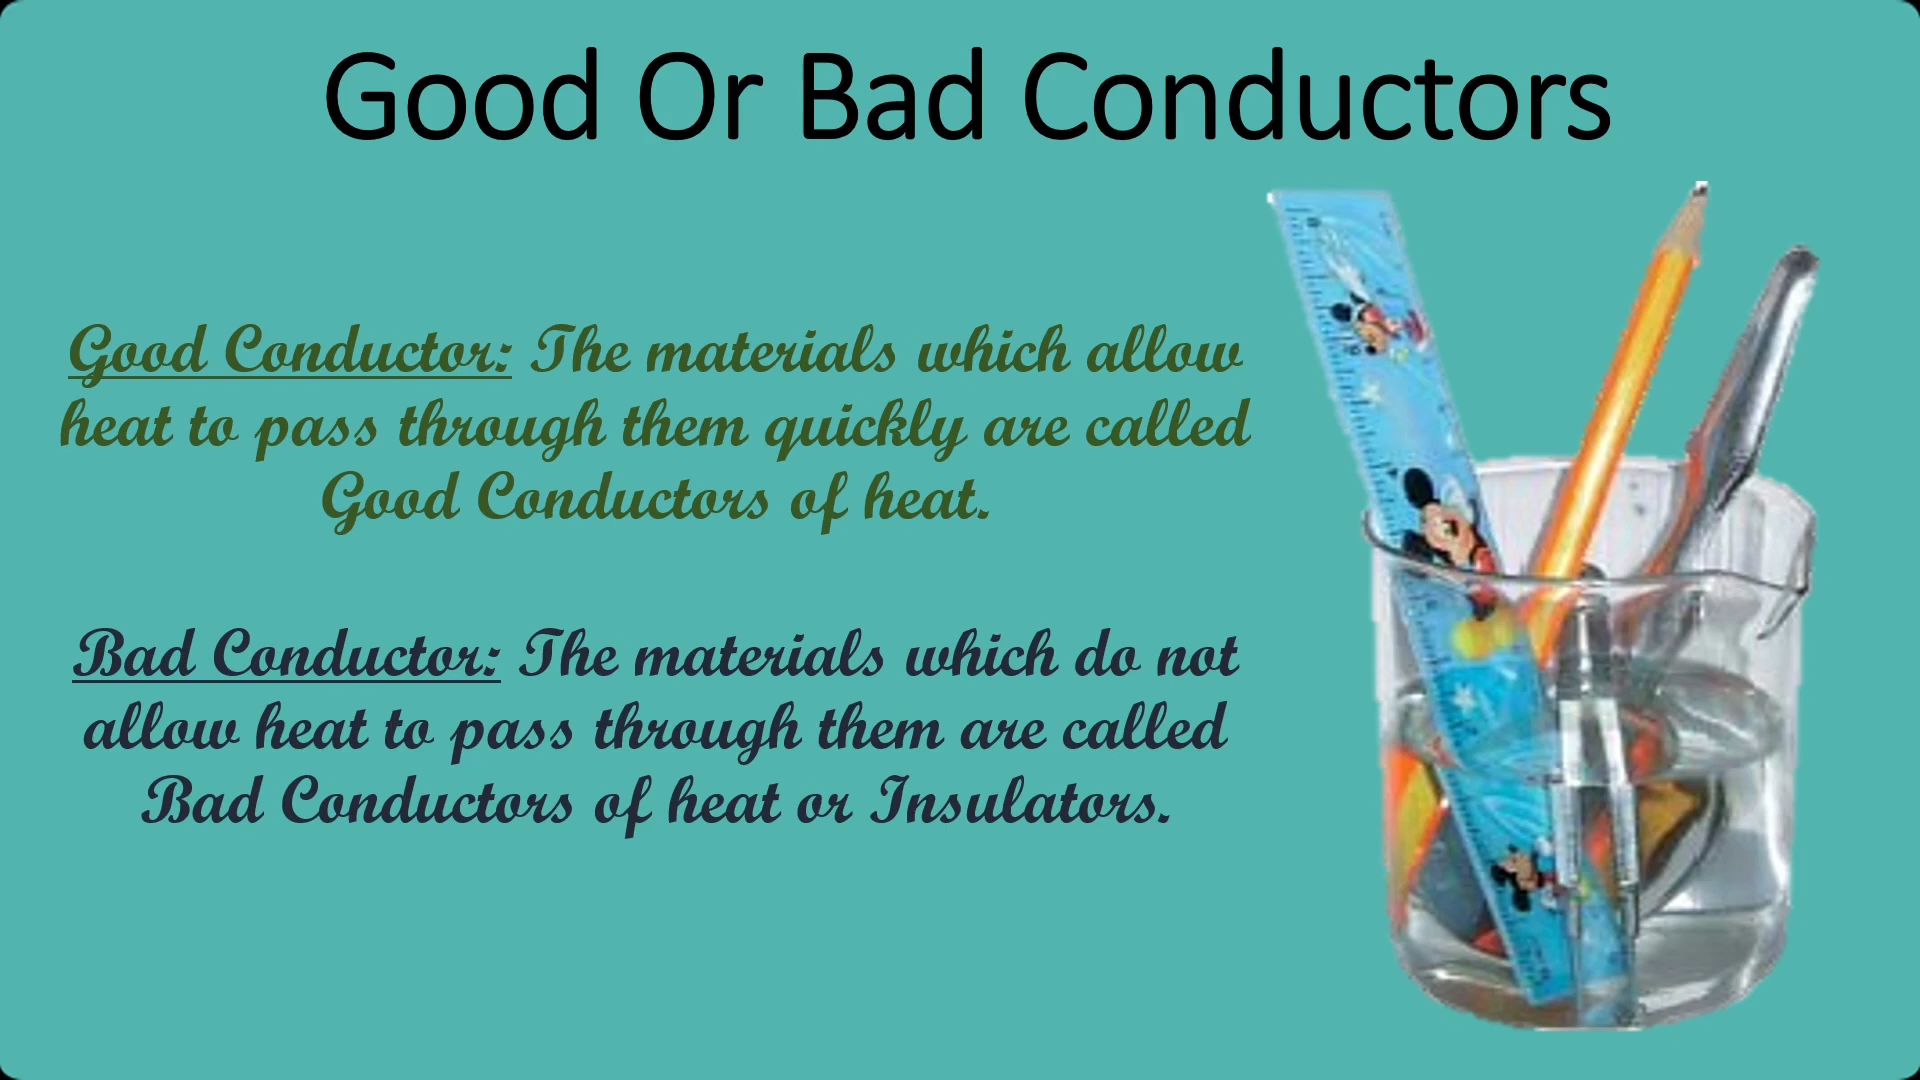 Good Or Bad Conductors
Good Conductor: The materials which allow
heat to pass through them quickly are called
Good Conductors of heat.
Bad Conductor: The materials which do not
allow heat to pass through them are called
Bad Conductors of heat or Insulators.